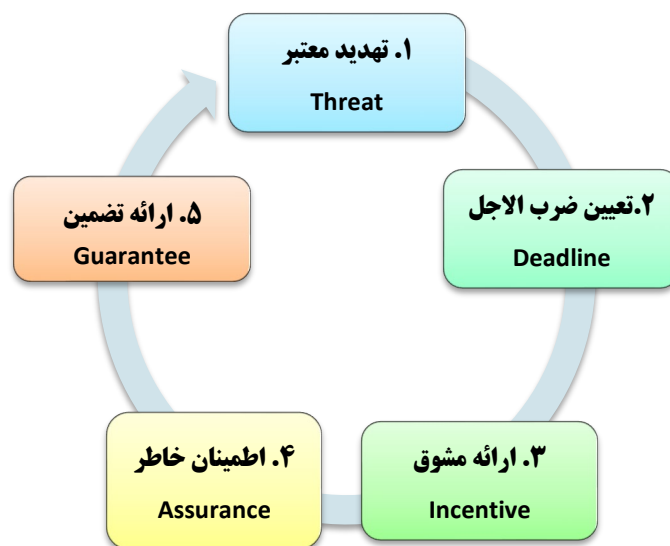 ۱. تهدید معتبر
Threat
۲.تعیین ضرب الاجل
Deadline
۳. ارائه مشوق
Incentive
۴. اطمینان خاطر
Assurance
۵. ارائه تضمین
Guarantee